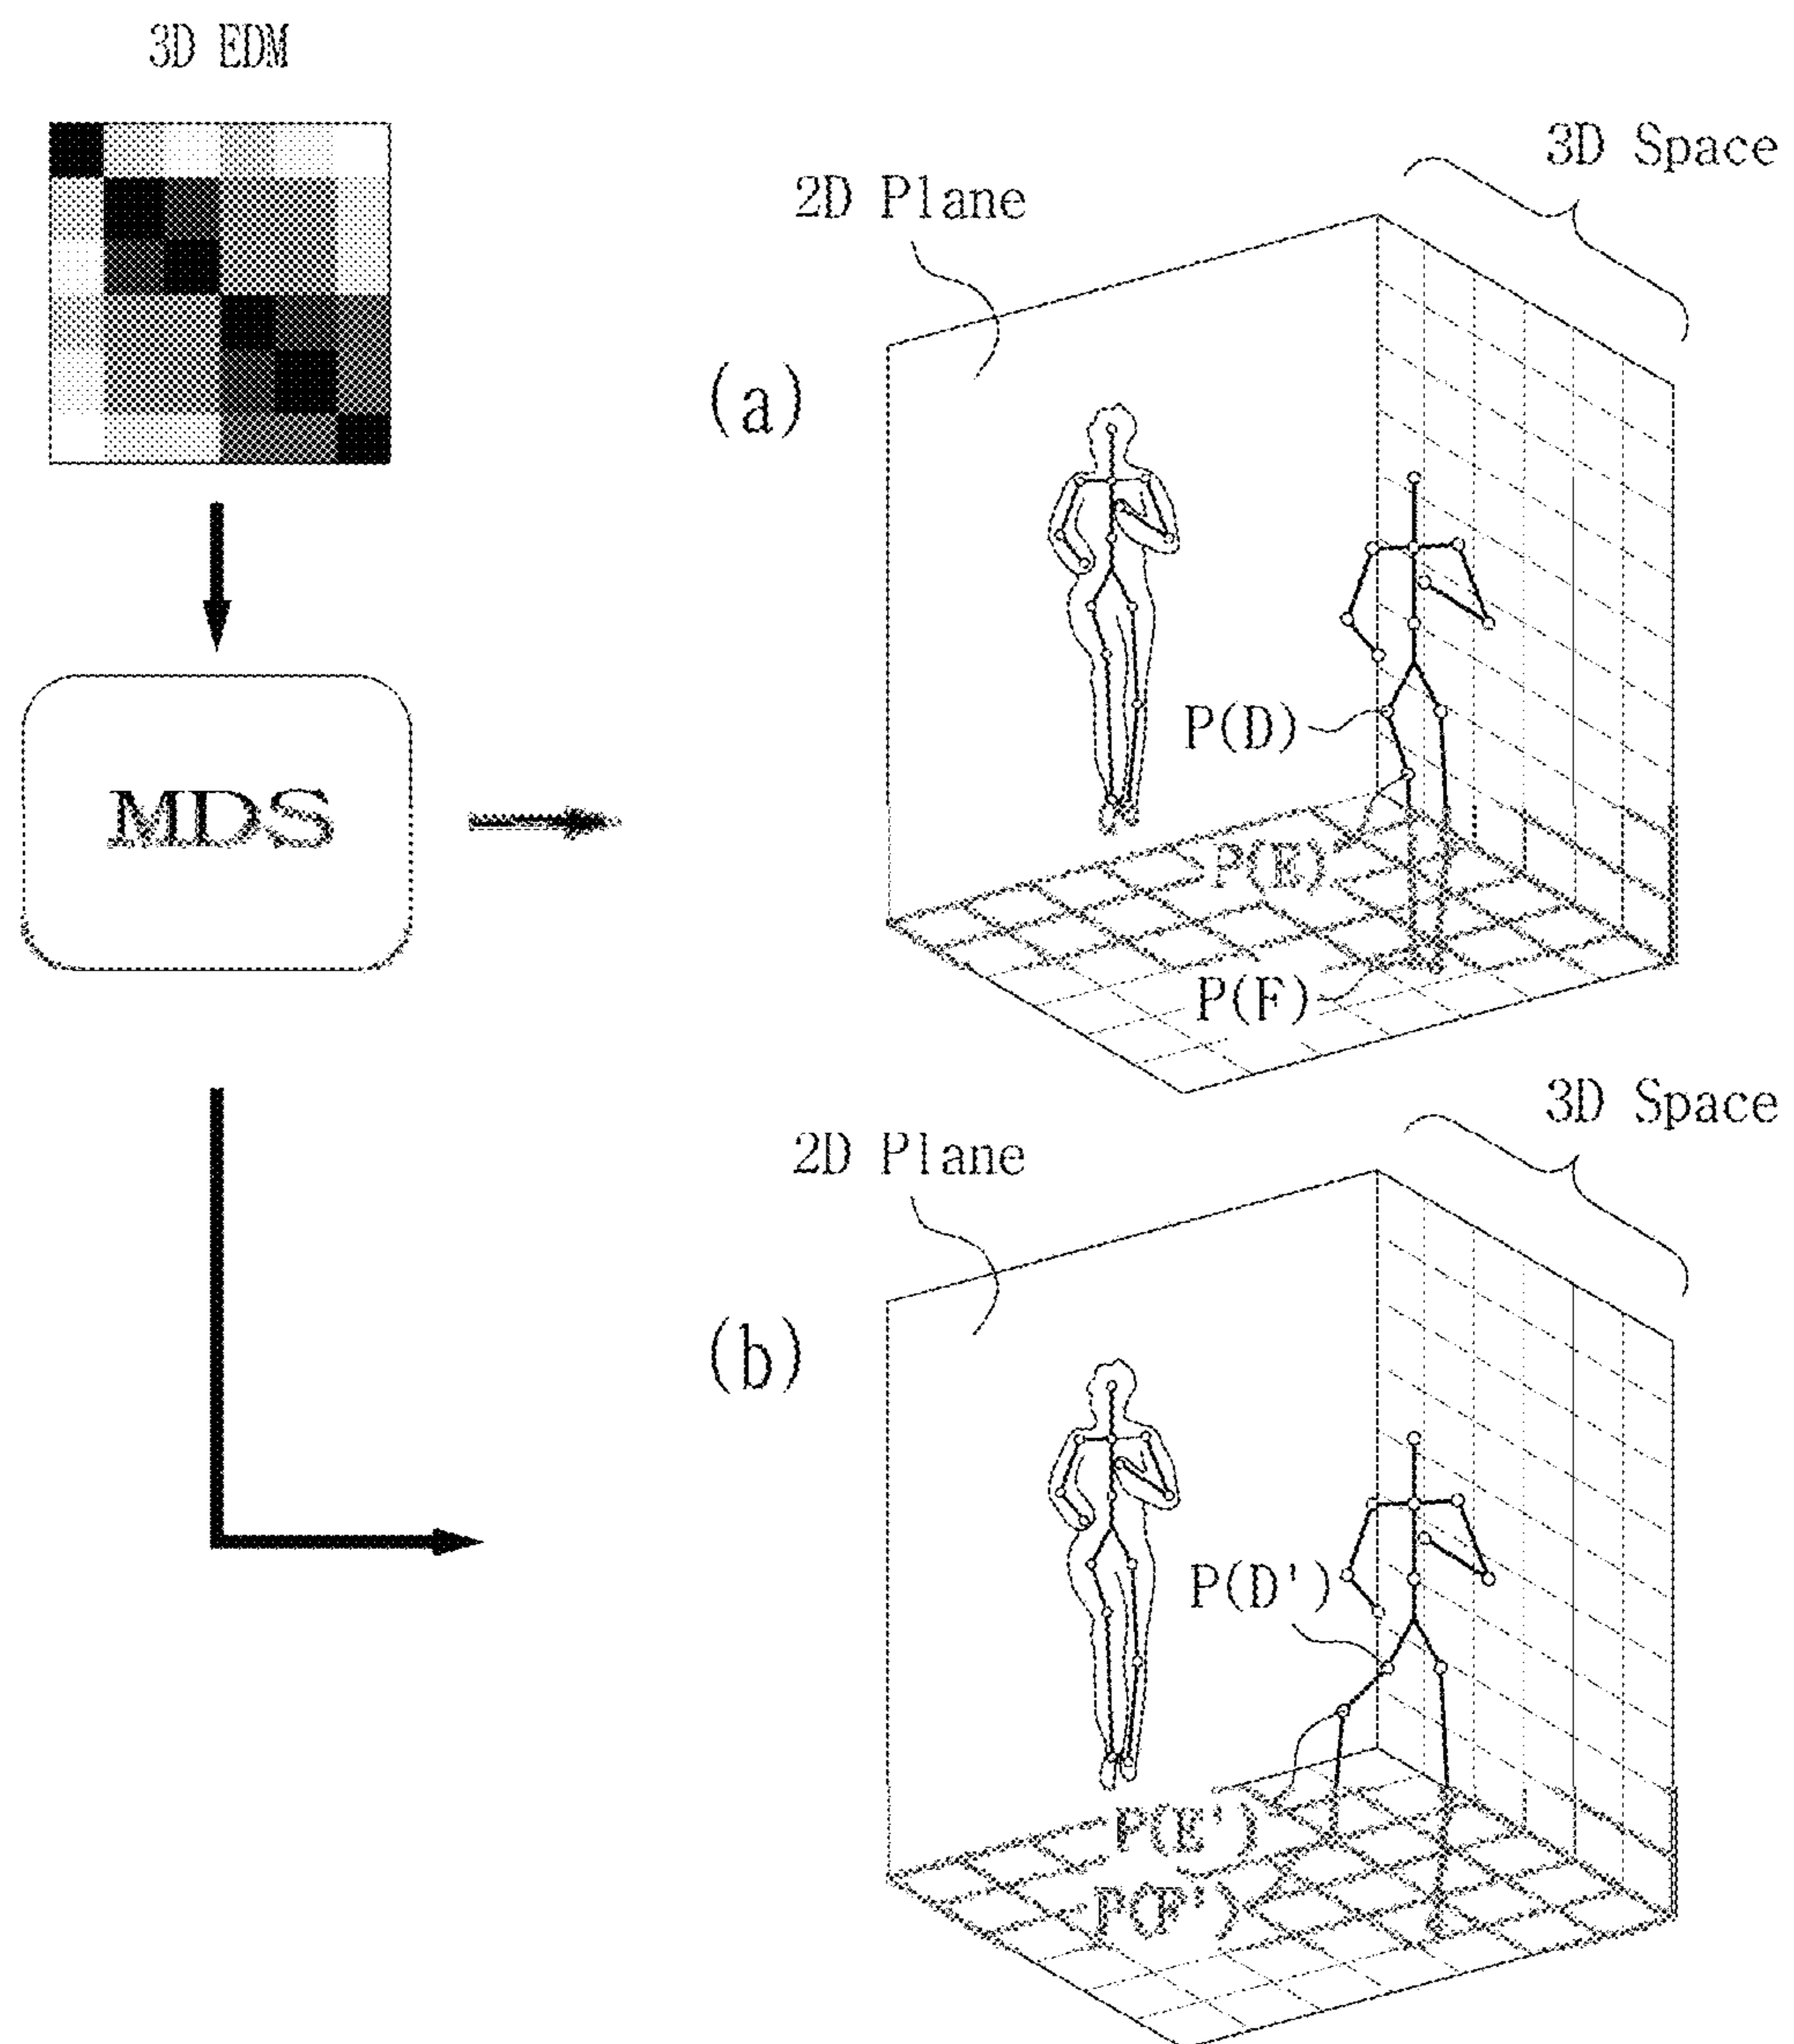 3D EDM
3D Space
2D Plane
(a)
P(D)
MDS
P(E)
P(F)
3D Space
2D Plane
(b)
P(D')
P(E')
P(F')